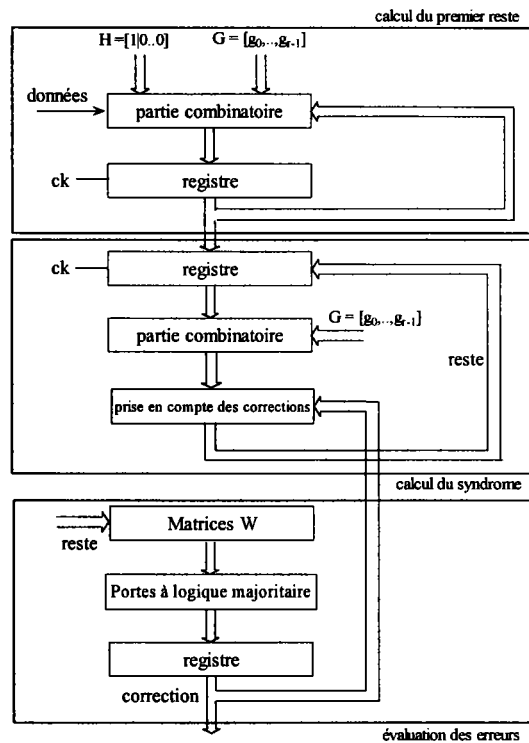 calcul du premier reste
H =[1|0..0]
G = [g0,..,gr-1]
données
partie combinatoire
ck
registre
ck
registre
G = [g0,..,gr-1}
partie combinatoire
reste
prise en compte des corrections
calcul du syndrome
Matrices W
reste
Portes à logique majoritaire
registre
correction
évaluation des erreurs